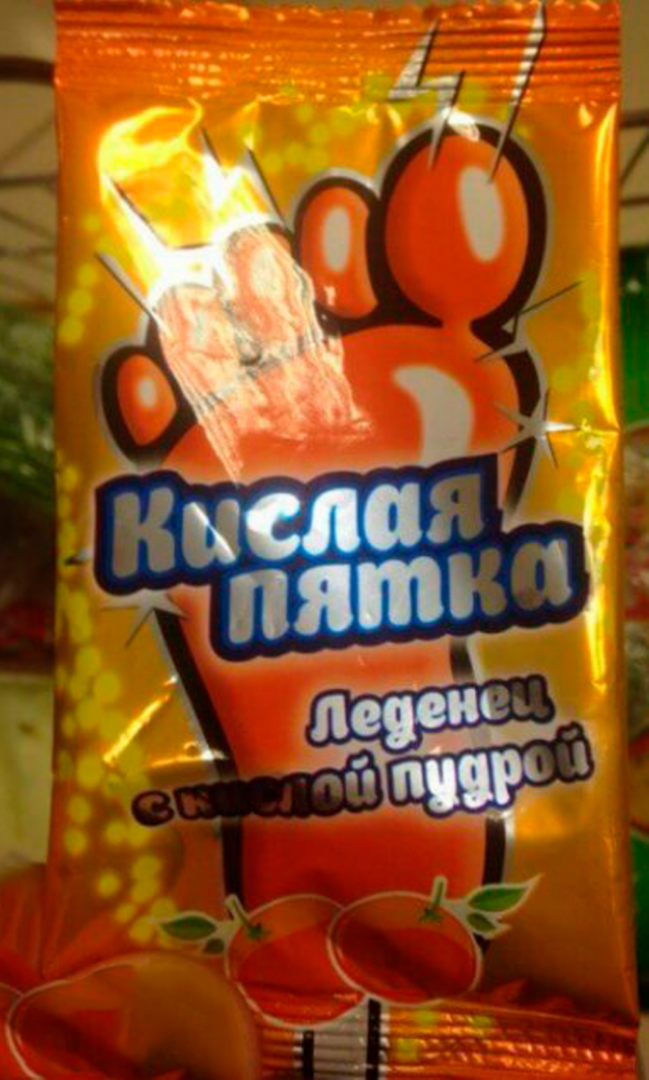 Кислая
пятка
Леденец
с кислой пудрой